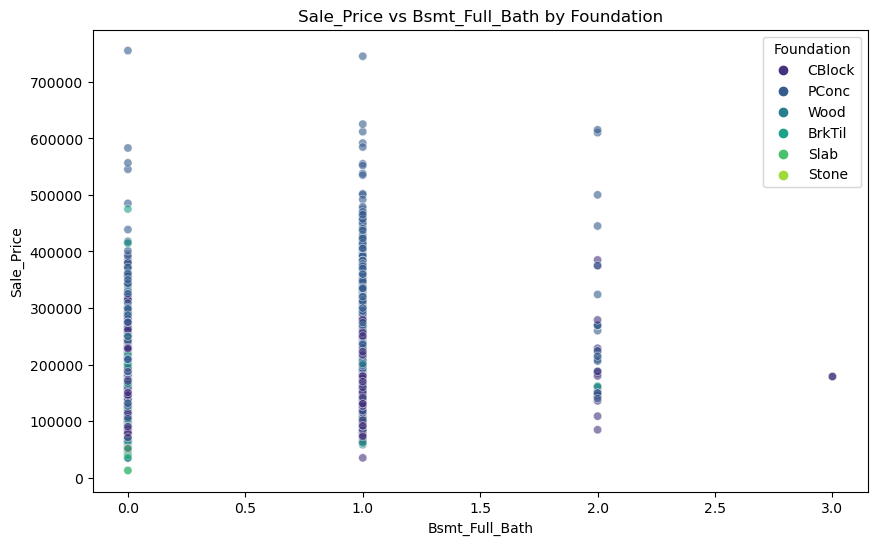 Sale_Price vs Bsmt_Full_Bath by Foundation
Foundation
CBlock
PConc
Wood
BrkTil
Slab
Stone
Sale_Price
700000
600000
500000
400000
300000
200000
100000
0
0.0
0.5
1.0
1.5
2.0
2.5
3.0
Bsmt_Full_Bath